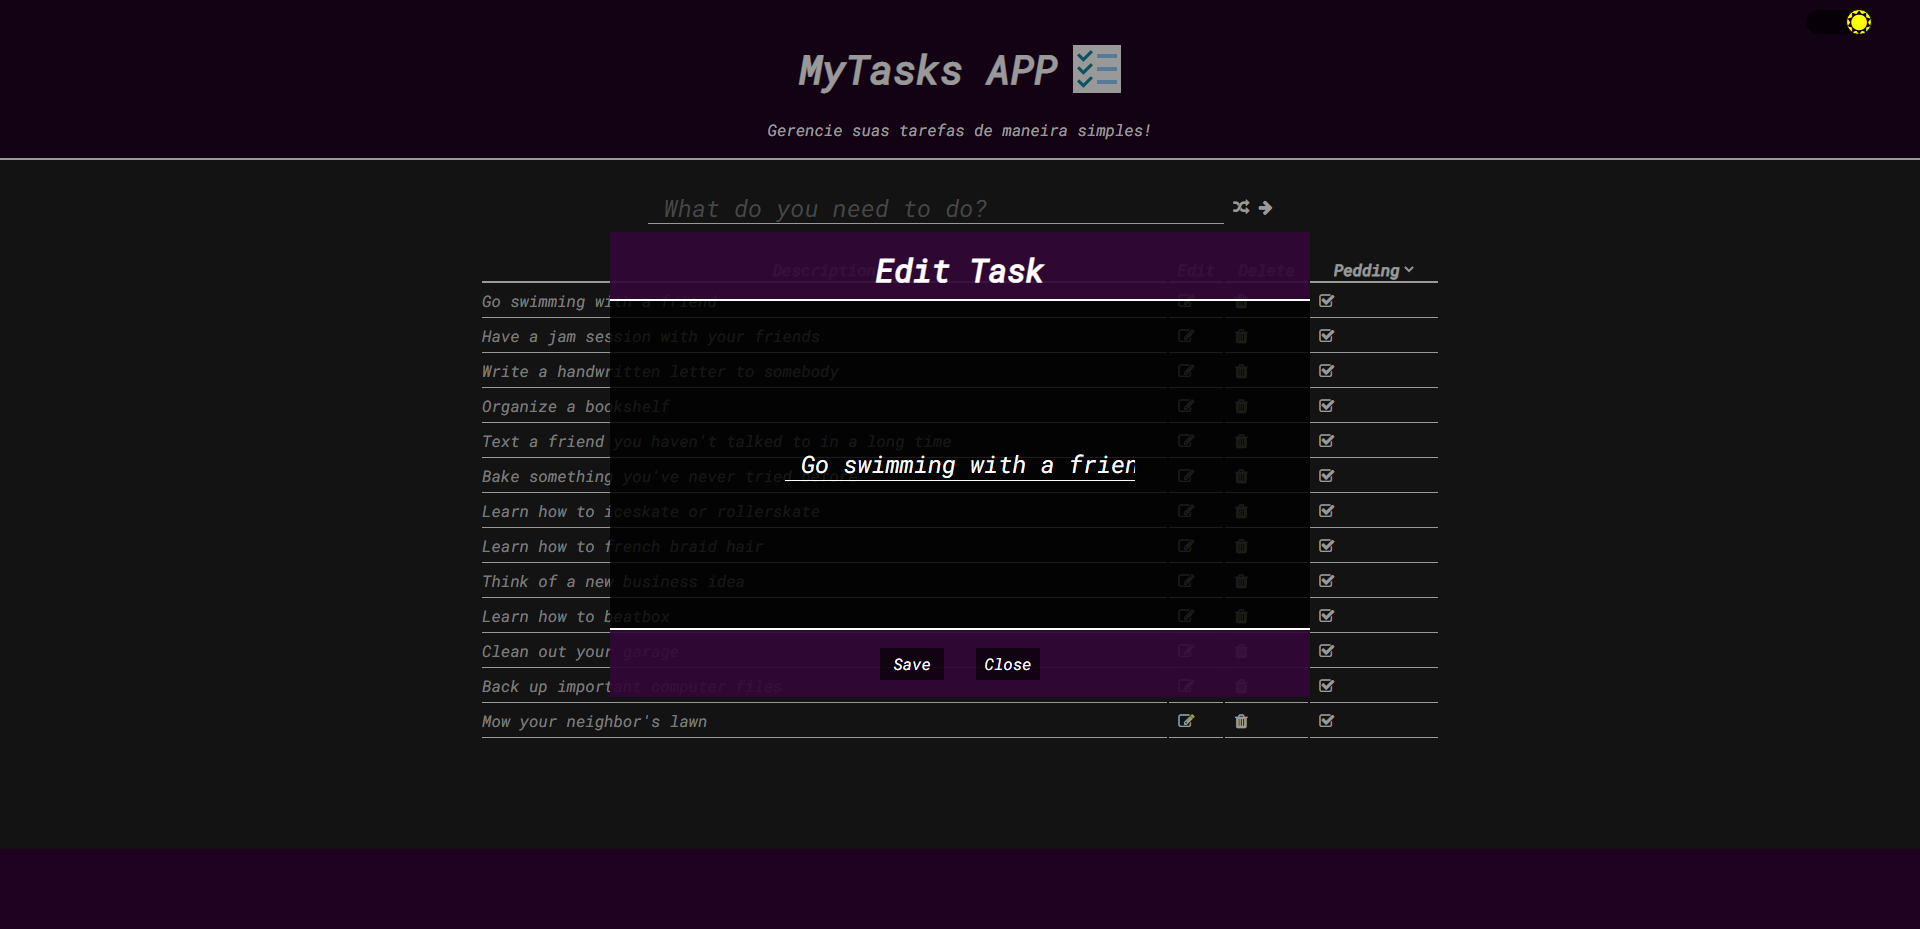 MyTasks APP
Gerencie suas tarefas de maneira simples!
What do you need to do?
Description Edit Delete Pedding
Edit Task
Go swimming with a friend
Have a jam session with your friends
Write a handwritten letter to somebody
Organize a bookshelf
Text a friend you haven't talked to in a long time
Go swimming with a frien
Bake something you've never tried before
Learn how to iceskate or rollerskate
Learn how to french braid hair
Think of a new business idea
Learn how to beatbox
Clean out your garage
Save Close
Back up important computer files
Mow your neighbor's lawn